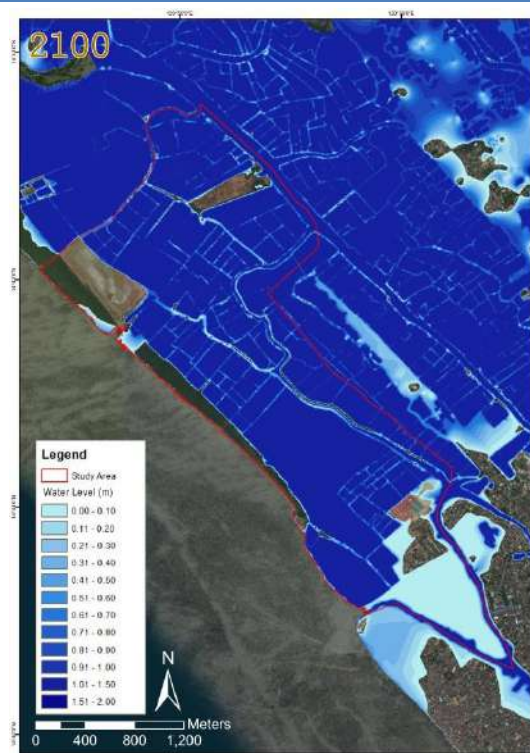 2100
Legend
Study Area
Water Level (m)
0.00 - 0.10
0.11 - 0.20
0.21 - 0.30
0.31 - 0.40
0.41 - 0.50
0.51 - 0.60
0.61 - 0.70
0.71 - 0.80
0.81 - 0.90
0.91 - 1.00
1.01 - 1.50
1.51 - 2.00
N
Meters
0 400 800 1,200